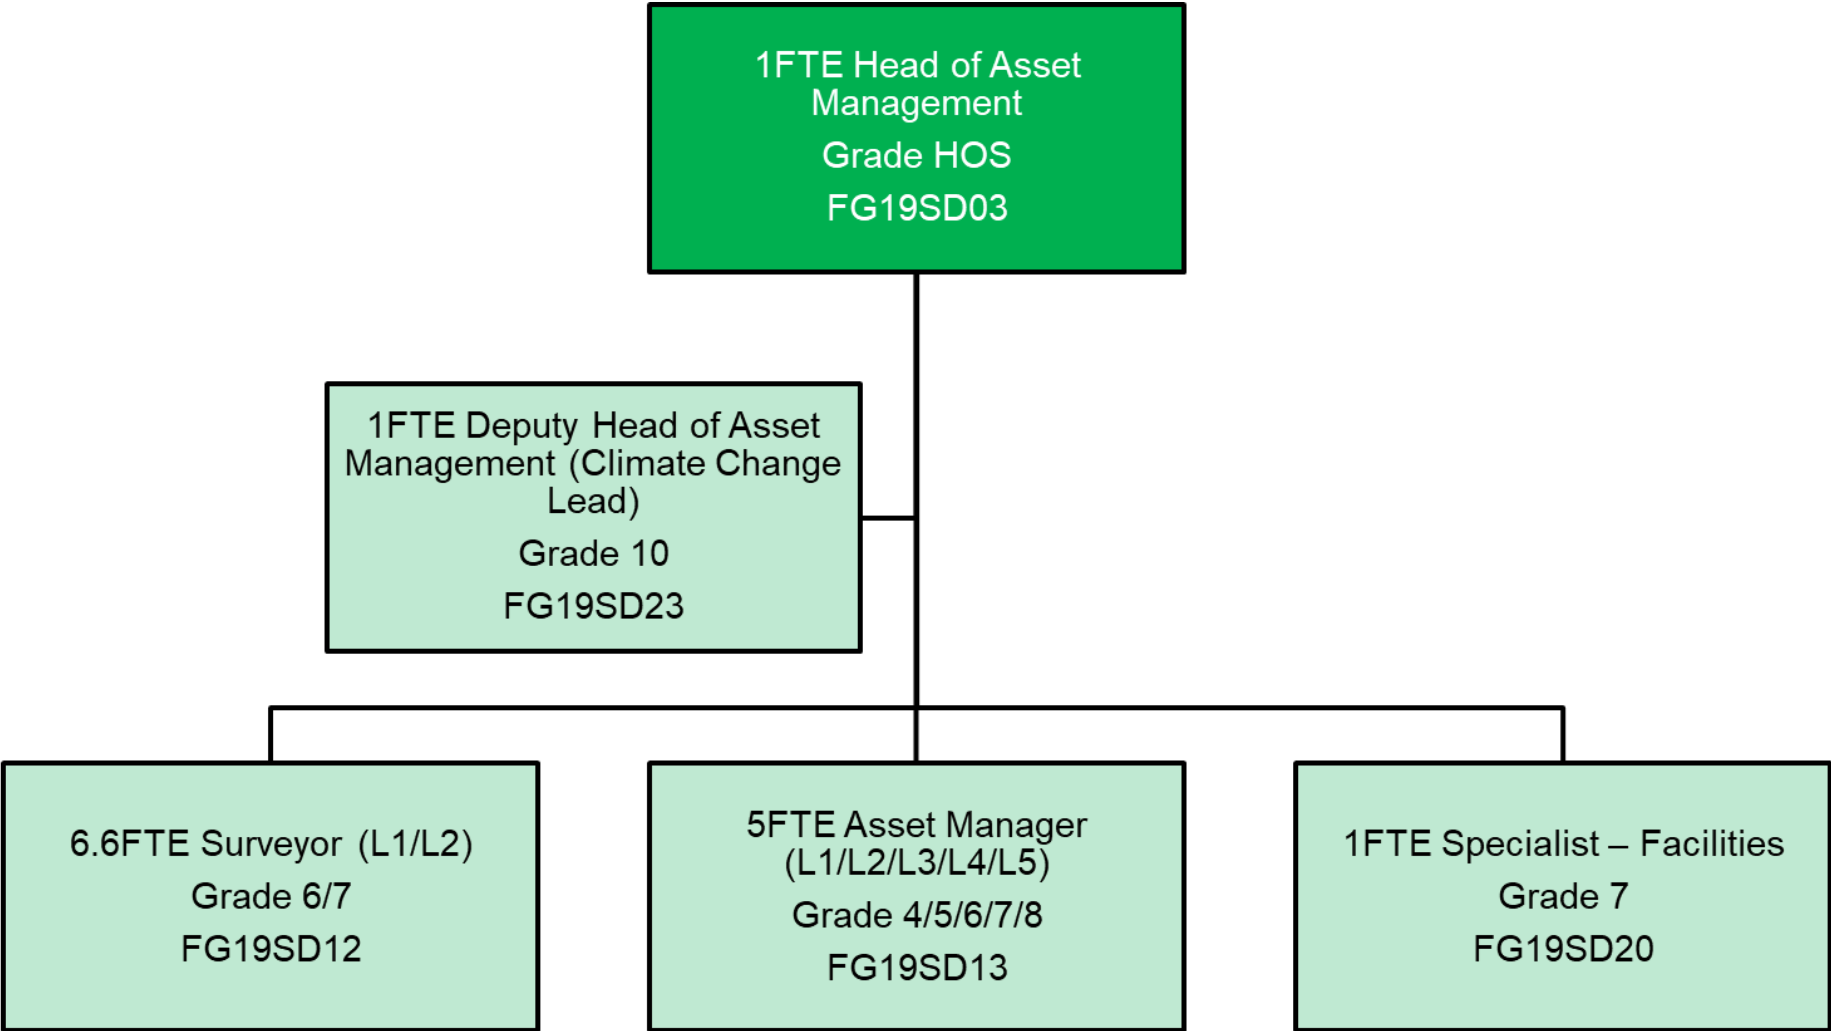 1FTE Head of Asset
Management
Grade HOS
FG19SD03
1FTE Deputy Head of Asset
Management (Climate Change
Lead)
Grade 10
FG19SD23
6.6FTE Surveyor (L1/L2)
Grade 6/7
FG19SD12
5FTE Asset Manager
(L1/L2/L3/L4/L5)
Grade 4/5/6/7/8
FG19SD13
1FTE Specialist – Facilities
Grade 7
FG19SD20